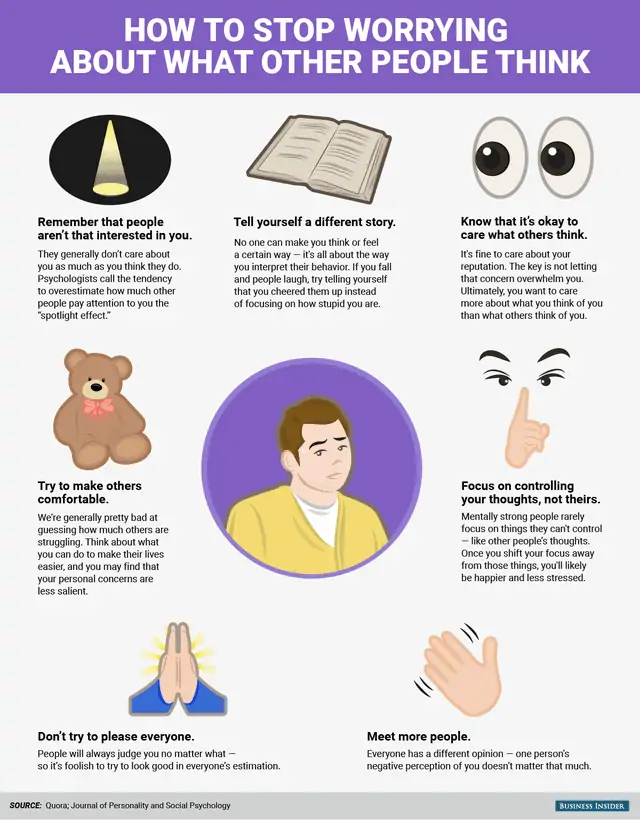 HOW TO STOP WORRYING
ABOUT WHAT OTHER PEOPLE THINK
Remember that people
aren't that interested in you.
They generally don't care about
you as much as you think they do.
Psychologists call the tendency
to overestimate how much other
people pay attention to you the
"spotlight effect."
Tell yourself a different story.
No one can make you think or feel
a certain way — it's all about the way
you interpret their behavior. If you fall
and people laugh, try telling yourself
that you cheered them up instead
of focusing on how stupid you are.
Know that it's okay to
care what others think.
It's fine to care about your
reputation. The key is not letting
that concern overwhelm you.
Ultimately, you want to care
more about what you think of you
than what others think of you.
Try to make others
comfortable.
We're generally pretty bad at
guessing how much others are
struggling. Think about what
you can do to make their lives
easier, and you may find that
your personal concerns are
less salient.
Focus on controlling
your thoughts, not theirs.
Mentally strong people rarely
focus on things they can't control
— like other people's thoughts.
Once you shift your focus away
from those things, you'll likely
be happier and less stressed.
Don't try to please everyone.
People will always judge you no matter what —
so it's foolish to try to look good in everyone's estimation.
Meet more people.
Everyone has a different opinion — one person's
negative perception of you doesn't matter that much.
SOURCE: Quora; Journal of Personality and Social Psychology
BUSINESS INSIDER